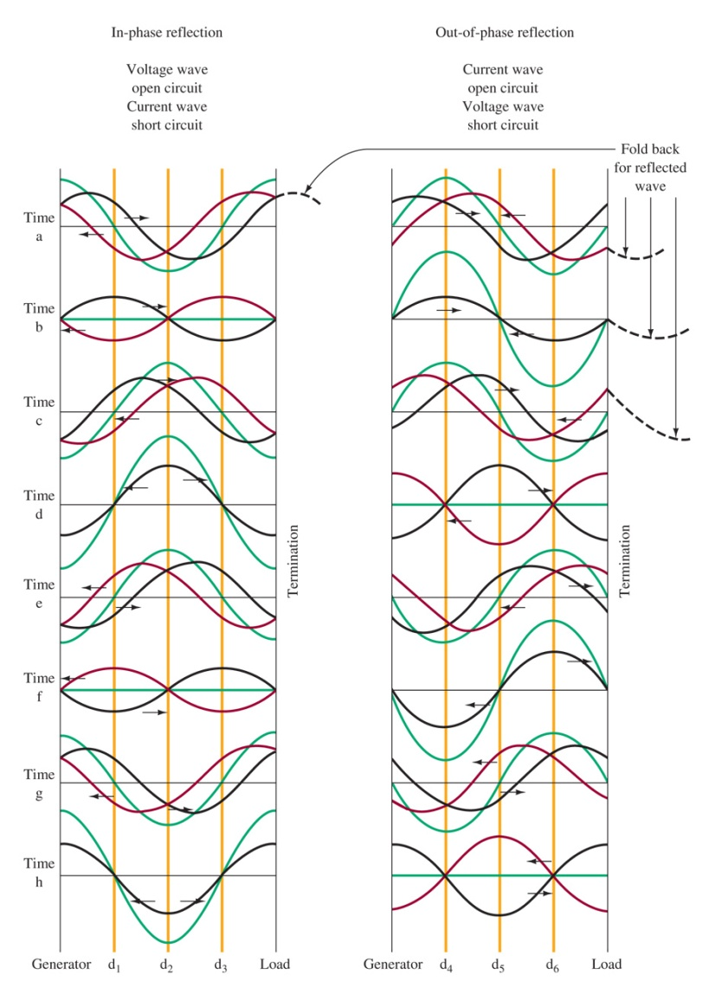 In-phase reflection
Voltage wave
open circuit
Current wave
short circuit
Out-of-phase reflection
Current wave
open circuit
Voltage wave
short circuit
Fold back
for reflected
wave
Time
a
Time
b
Time
c
Time
d
Time
e
Time
f
Time
g
Time
h
Termination
Termination
Generator d₁ d₂ d₃ Load
Generator d₄ d₅ d₆ Load